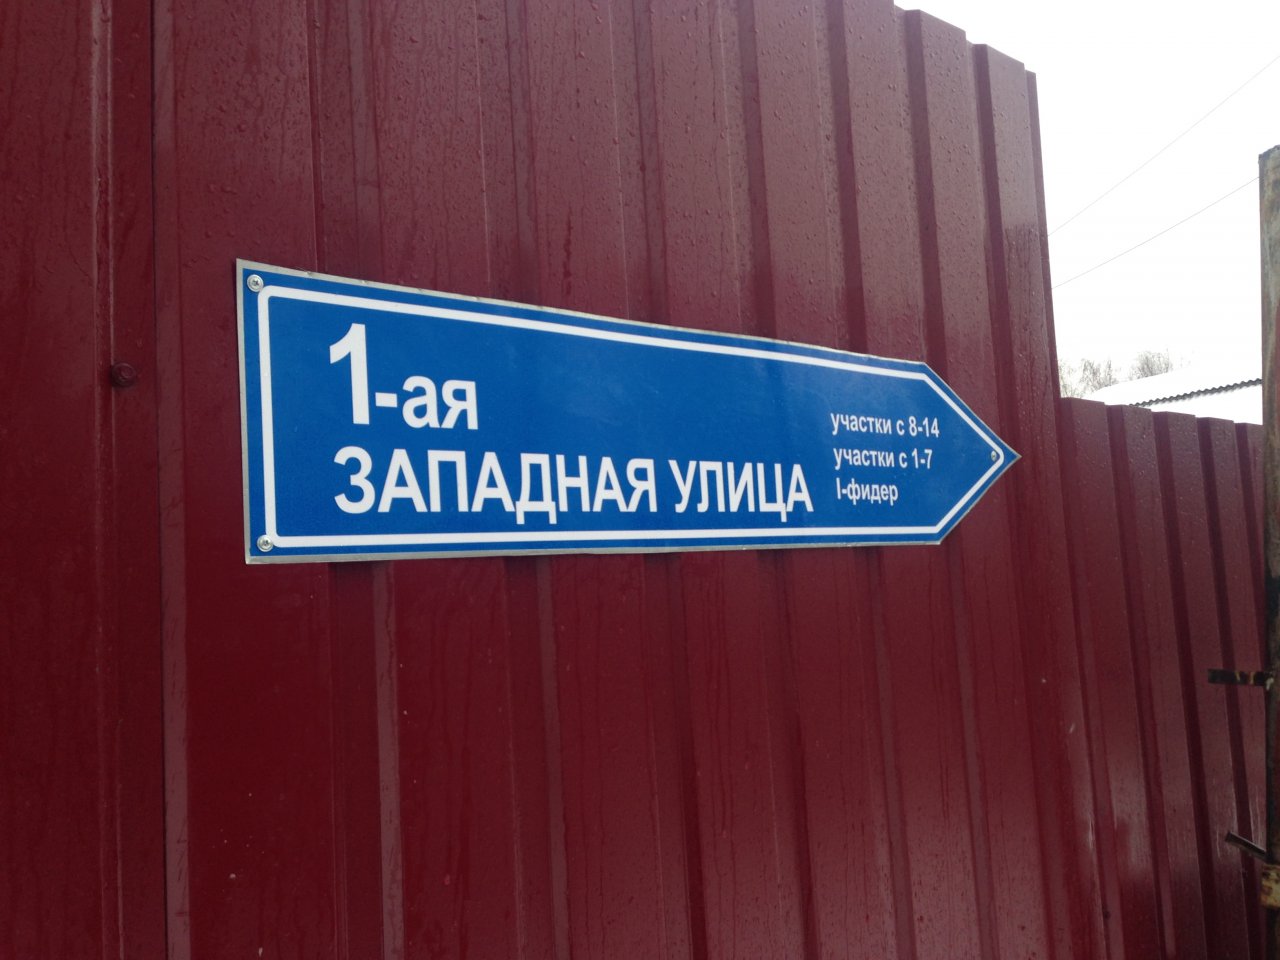 1-ая
ЗАПАДНАЯ УЛИЦА
участки с 8-14
участки с 1-7
I-фидер